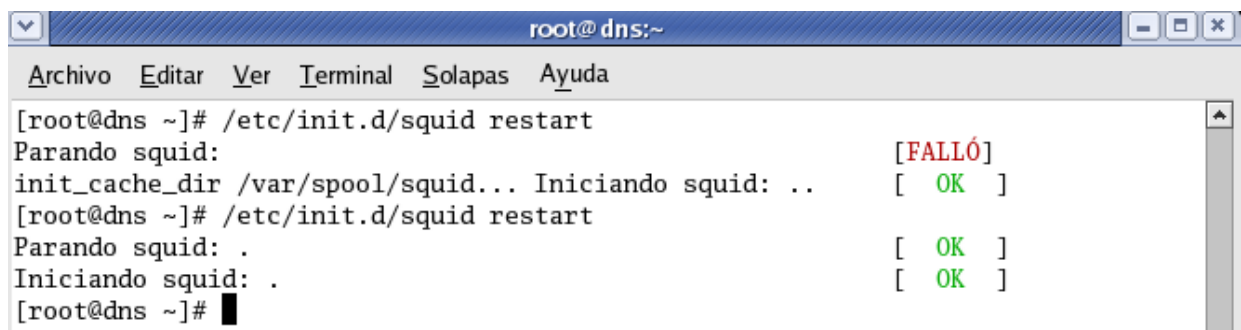 root@dns:~
Archivo Editar Ver Terminal Solapas Ayuda
[root@dns ~]# /etc/init.d/squid restart
Parando squid: [FALLÓ]
init_cache_dir /var/spool/squid... Iniciando squid: .. [ OK ]
[root@dns ~]# /etc/init.d/squid restart
Parando squid: . [ OK ]
Iniciando squid: . [ OK ]
[root@dns ~]#